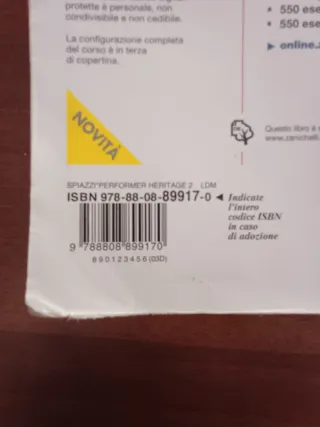 protette è personale, non
condivisibile e non cedibile.
La configurazione completa
del corso è in terza
di copertina.
• 550 ese
• 550 ese
▶ online.z
NOVITÀ
Questo libro è
www.zanichelli.
SPIAZZI*PERFORMER HERITAGE 2 LDM
ISBN 978-88-08-89917-0
◄ Indicate
l'intero
codice ISBN
in caso
di adozione
9 788808 899170
890123456(03D)